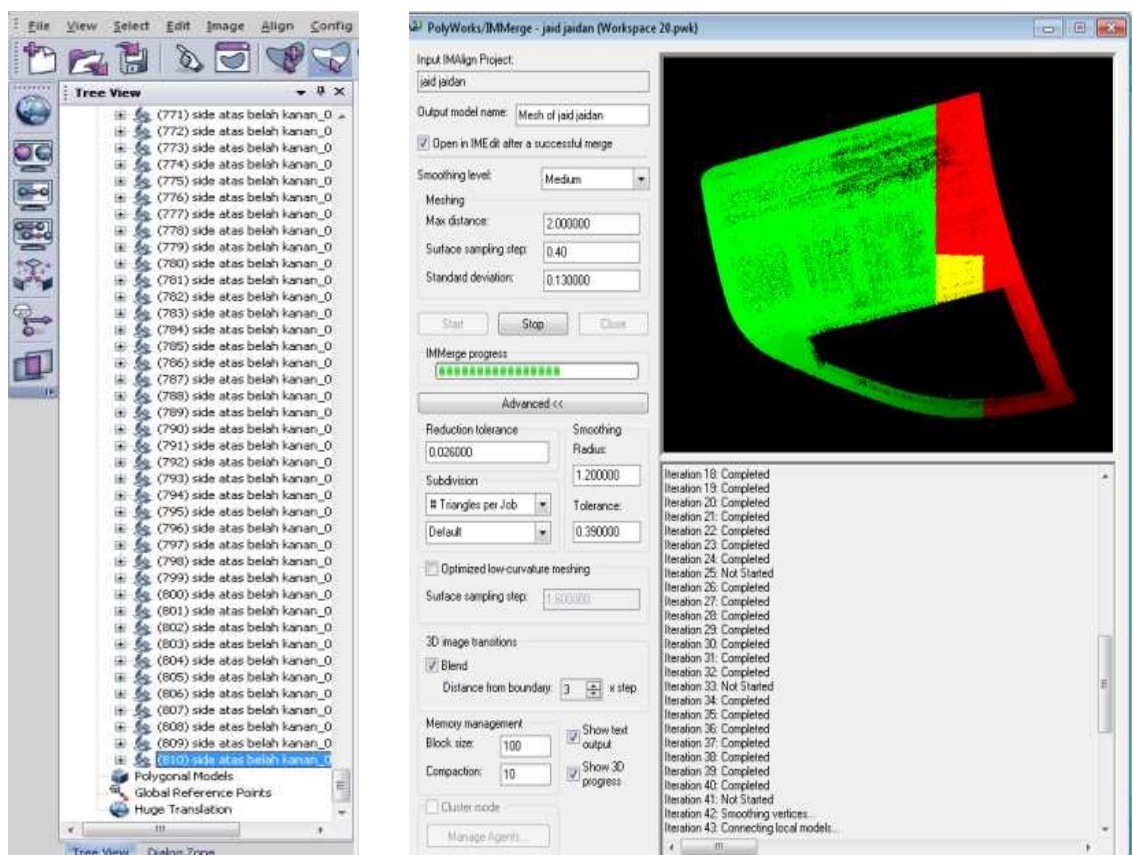 File View Select Edit Image Align Config
Tree View
(771) side atas belah kanan_0
(772) side atas belah kanan_0
(773) side atas belah kanan_0
(774) side atas belah kanan_0
(775) side atas belah kanan_0
(776) side atas belah kanan_0
(777) side atas belah kanan_0
(778) side atas belah kanan_0
(779) side atas belah kanan_0
(780) side atas belah kanan_0
(781) side atas belah kanan_0
(782) side atas belah kanan_0
(783) side atas belah kanan_0
(784) side atas belah kanan_0
(785) side atas belah kanan_0
(786) side atas belah kanan_0
(787) side atas belah kanan_0
(788) side atas belah kanan_0
(789) side atas belah kanan_0
(790) side atas belah kanan_0
(791) side atas belah kanan_0
(792) side atas belah kanan_0
(793) side atas belah kanan_0
(794) side atas belah kanan_0
(795) side atas belah kanan_0
(796) side atas belah kanan_0
(797) side atas belah kanan_0
(798) side atas belah kanan_0
(799) side atas belah kanan_0
(800) side atas belah kanan_0
(801) side atas belah kanan_0
(802) side atas belah kanan_0
(803) side atas belah kanan_0
(804) side atas belah kanan_0
(805) side atas belah kanan_0
(806) side atas belah kanan_0
(807) side atas belah kanan_0
(808) side atas belah kanan_0
(809) side atas belah kanan_0
(810) side atas belah kanan_0
Polygonal Models
Global Reference Points
Huge Translation
Tree View Dialog Zone
PolyWorks/IMMerge - jaid jaidan (Workspace 20.pwk)
Input IMAlign Project:
jaid jaidan
Output model name: Mesh of jaid jaidan
Open in IMEdit after a successful merge
Smoothing level: Medium
Meshing
Max distance: 2.000000
Surface sampling step: 0.40
Standard deviation: 0.130000
Start Stop Close
IMMerge progress
Advanced <<
Reduction tolerance
0.026000
Smoothing
Radius:
1.200000
Tolerance:
0.390000
Subdivision
# Triangles per Job
Default
Optimized low-curvature meshing
Surface sampling step: 1.600000
3D image transitions
Blend
Distance from boundary: 3 x step
Memory management
Block size: 100
Compaction: 10
Show text output
Show 3D progress
Cluster mode
Manage Agents...
Iteration 18: Completed
Iteration 19: Completed
Iteration 20: Completed
Iteration 21: Completed
Iteration 22: Completed
Iteration 23: Completed
Iteration 24: Completed
Iteration 25: Not Started
Iteration 26: Completed
Iteration 27: Completed
Iteration 28: Completed
Iteration 29: Completed
Iteration 30: Completed
Iteration 31: Completed
Iteration 32: Completed
Iteration 33: Not Started
Iteration 34: Completed
Iteration 35: Completed
Iteration 36: Completed
Iteration 37: Completed
Iteration 38: Completed
Iteration 39: Completed
Iteration 40: Completed
Iteration 41: Not Started
Iteration 42: Smoothing vertices...
Iteration 43: Connecting local models...